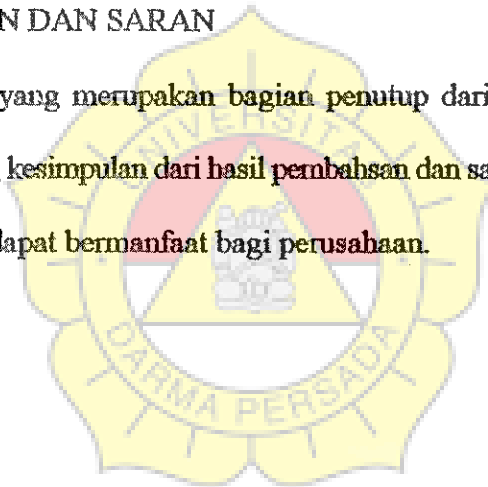 N DAN SARAN
yang merupakan bagian penutup dari
kesimpulan dari hasil pembahsan dan sa
dapat bermanfaat bagi perusahaan.
UNIVERSITA
DARMA PERSADA